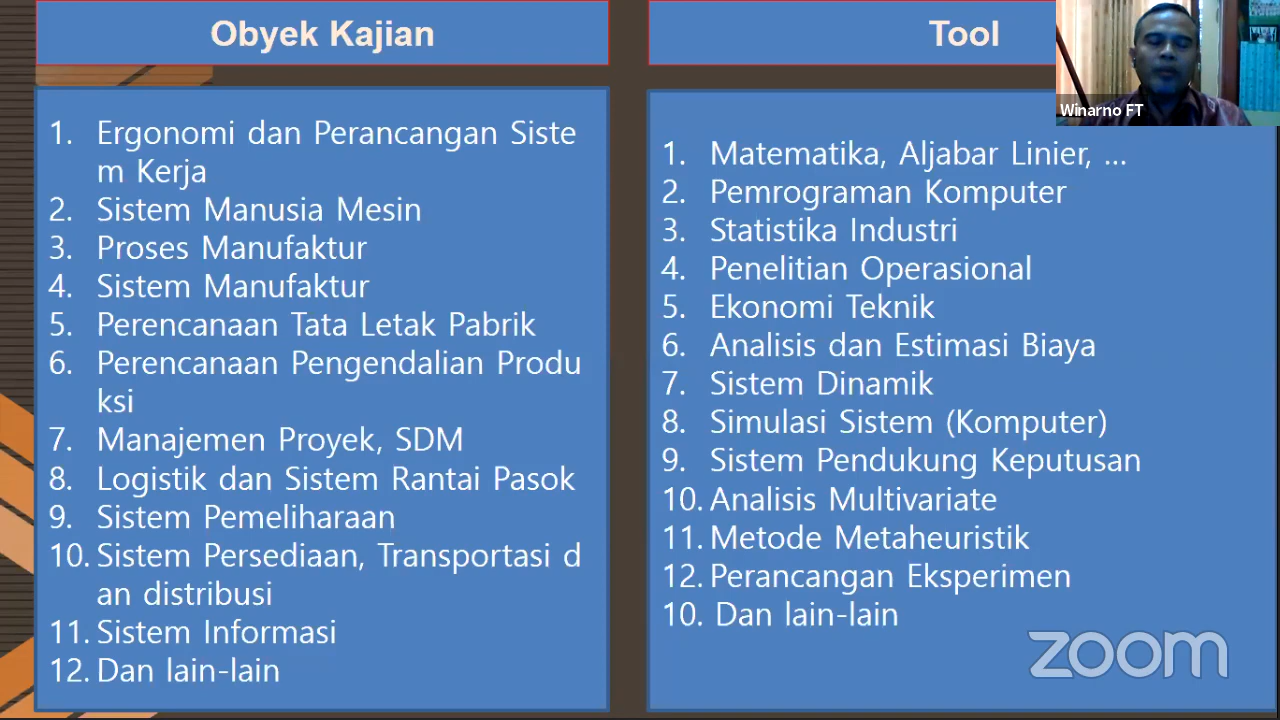 Obyek Kajian
1. Ergonomi dan Perancangan Siste
m Kerja
2. Sistem Manusia Mesin
3. Proses Manufaktur
4. Sistem Manufaktur
5. Perencanaan Tata Letak Pabrik
6. Perencanaan Pengendalian Produ
ksi
7. Manajemen Proyek, SDM
8. Logistik dan Sistem Rantai Pasok
9. Sistem Pemeliharaan
10. Sistem Persediaan, Transportasi d
an distribusi
11. Sistem Informasi
12. Dan lain-lain
Tool
1. Matematika, Aljabar Linier, ...
2. Pemrograman Komputer
3. Statistika Industri
4. Penelitian Operasional
5. Ekonomi Teknik
6. Analisis dan Estimasi Biaya
7. Sistem Dinamik
8. Simulasi Sistem (Komputer)
9. Sistem Pendukung Keputusan
10. Analisis Multivariate
11. Metode Metaheuristik
12. Perancangan Eksperimen
10. Dan lain-lain
Winarno FT
zoom